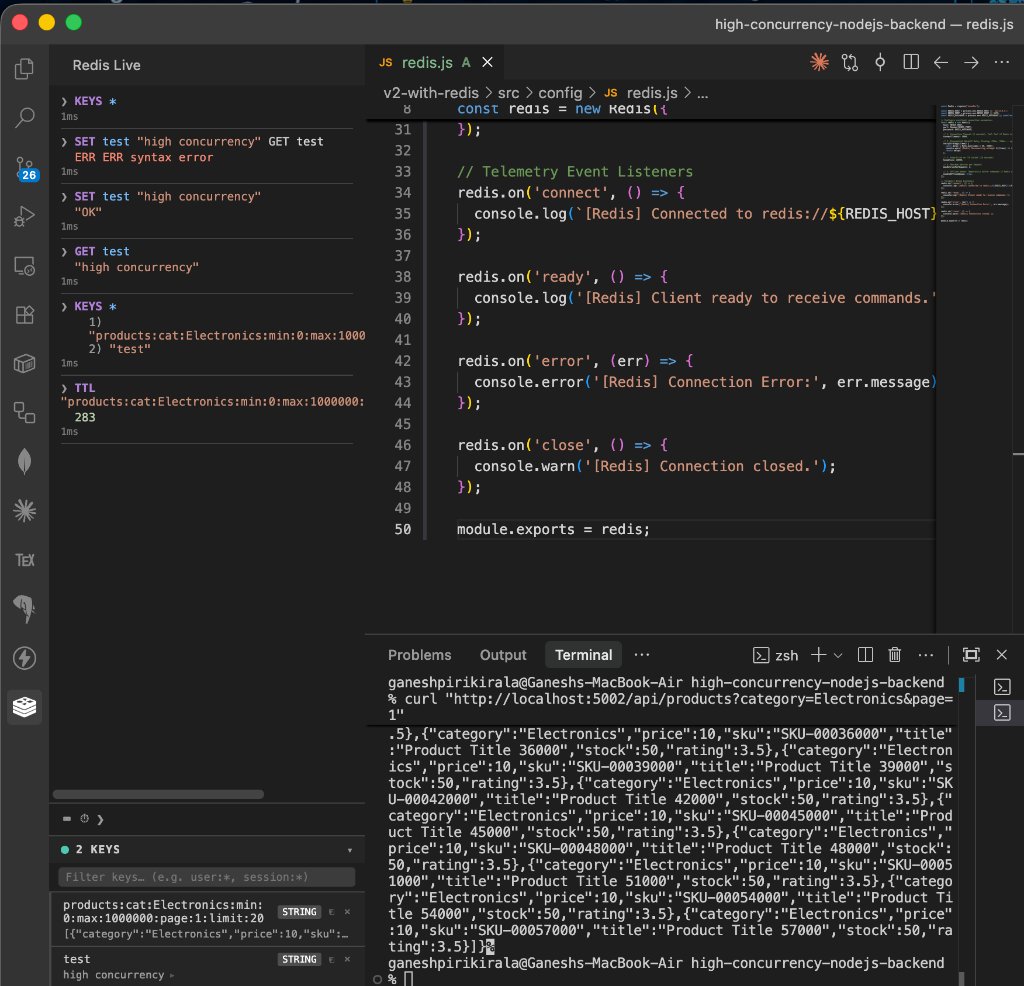 high-concurrency-nodejs-backend — redis.js
Redis Live
❯ KEYS *
1ms
❯ SET test "high concurrency" GET test
ERR ERR syntax error
1ms
❯ SET test "high concurrency"
"OK"
1ms
❯ GET test
"high concurrency"
1ms
❯ KEYS *
1)
"products:cat:Electronics:min:0:max:1000
2) "test"
1ms
❯ TTL
"products:cat:Electronics:min:0:max:1000000:
283
1ms
❯
2 KEYS
Filter keys… (e.g. user:*, session:*)
products:cat:Electronics:min:
0:max:1000000:page:1:limit:20
STRING E ×
[{"category":"Electronics","price":10,"sku":…
test
STRING E ×
high concurrency
26
TEX
JS redis.js A ×
v2-with-redis > src > config > JS redis.js > ...
8 const redis = new Redis({
31 });
32
33 // Telemetry Event Listeners
34 redis.on('connect', () => {
35 console.log(`[Redis] Connected to redis://${REDIS_HOST}
36 });
37
38 redis.on('ready', () => {
39 console.log('[Redis] Client ready to receive commands.'
40 });
41
42 redis.on('error', (err) => {
43 console.error('[Redis] Connection Error:', err.message)
44 });
45
46 redis.on('close', () => {
47 console.warn('[Redis] Connection closed.');
48 });
49
50 module.exports = redis;
Problems Output Terminal ··· zsh
ganeshpirikirala@Ganeshs-MacBook-Air high-concurrency-nodejs-backend
% curl "http://localhost:5002/api/products?category=Electronics&page=
1"
.5},{"category":"Electronics","price":10,"sku":"SKU-00036000","title"
:"Product Title 36000","stock":50,"rating":3.5},{"category":"Electron
ics","price":10,"sku":"SKU-00039000","title":"Product Title 39000","s
tock":50,"rating":3.5},{"category":"Electronics","price":10,"sku":"SK
U-00042000","title":"Product Title 42000","stock":50,"rating":3.5},{"
category":"Electronics","price":10,"sku":"SKU-00045000","title":"Prod
uct Title 45000","stock":50,"rating":3.5},{"category":"Electronics","
price":10,"sku":"SKU-00048000","title":"Product Title 48000","stock":
50,"rating":3.5},{"category":"Electronics","price":10,"sku":"SKU-0005
1000","title":"Product Title 51000","stock":50,"rating":3.5},{"catego
ry":"Electronics","price":10,"sku":"SKU-00054000","title":"Product Ti
tle 54000","stock":50,"rating":3.5},{"category":"Electronics","price"
:10,"sku":"SKU-00057000","title":"Product Title 57000","stock":50,"ra
ting":3.5}]}%
ganeshpirikirala@Ganeshs-MacBook-Air high-concurrency-nodejs-backend
%